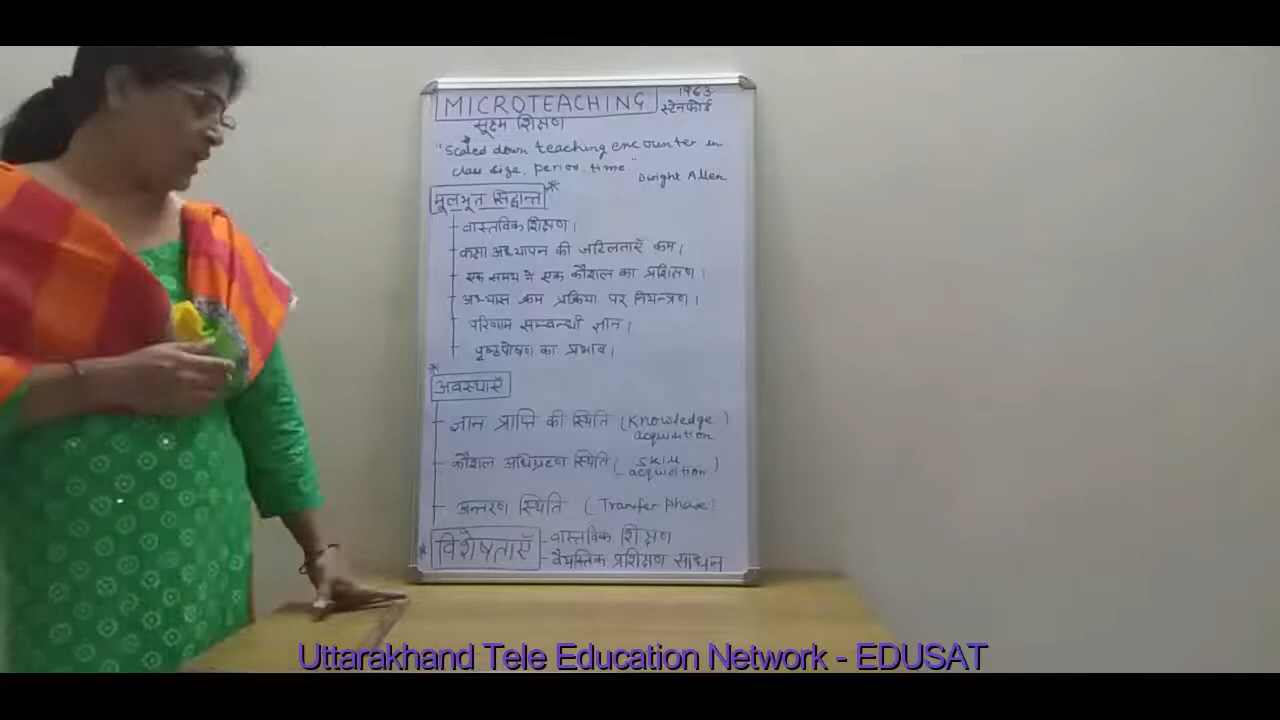 MICROTEACHING
1963
स्टेनफोर्ड
सूक्ष्म शिक्षण
"Scaled down teaching encounter in
class size, period, time."
Dwight Allen
मूलभूत सिद्धान्त
वास्तविक शिक्षण।
कक्षा अध्यापन की जटिलताएँ कम।
एक समय में एक कौशल का प्रशिक्षण।
अभ्यास क्रम प्रक्रिया पर नियन्त्रण।
परिणाम सम्बन्धी ज्ञान।
पृष्ठपोषण का प्रभाव।
अवस्थाएँ
ज्ञान प्राप्ति की स्थिति (Knowledge
acquisition)
कौशल अधिग्रहण स्थिति (skill
acquisition)
अन्तरण स्थिति (Transfer phase)
विशेषताएँ
- वास्तविक शिक्षण
- वैयक्तिक प्रशिक्षण साधन
Uttarakhand Tele Education Network - EDUSAT